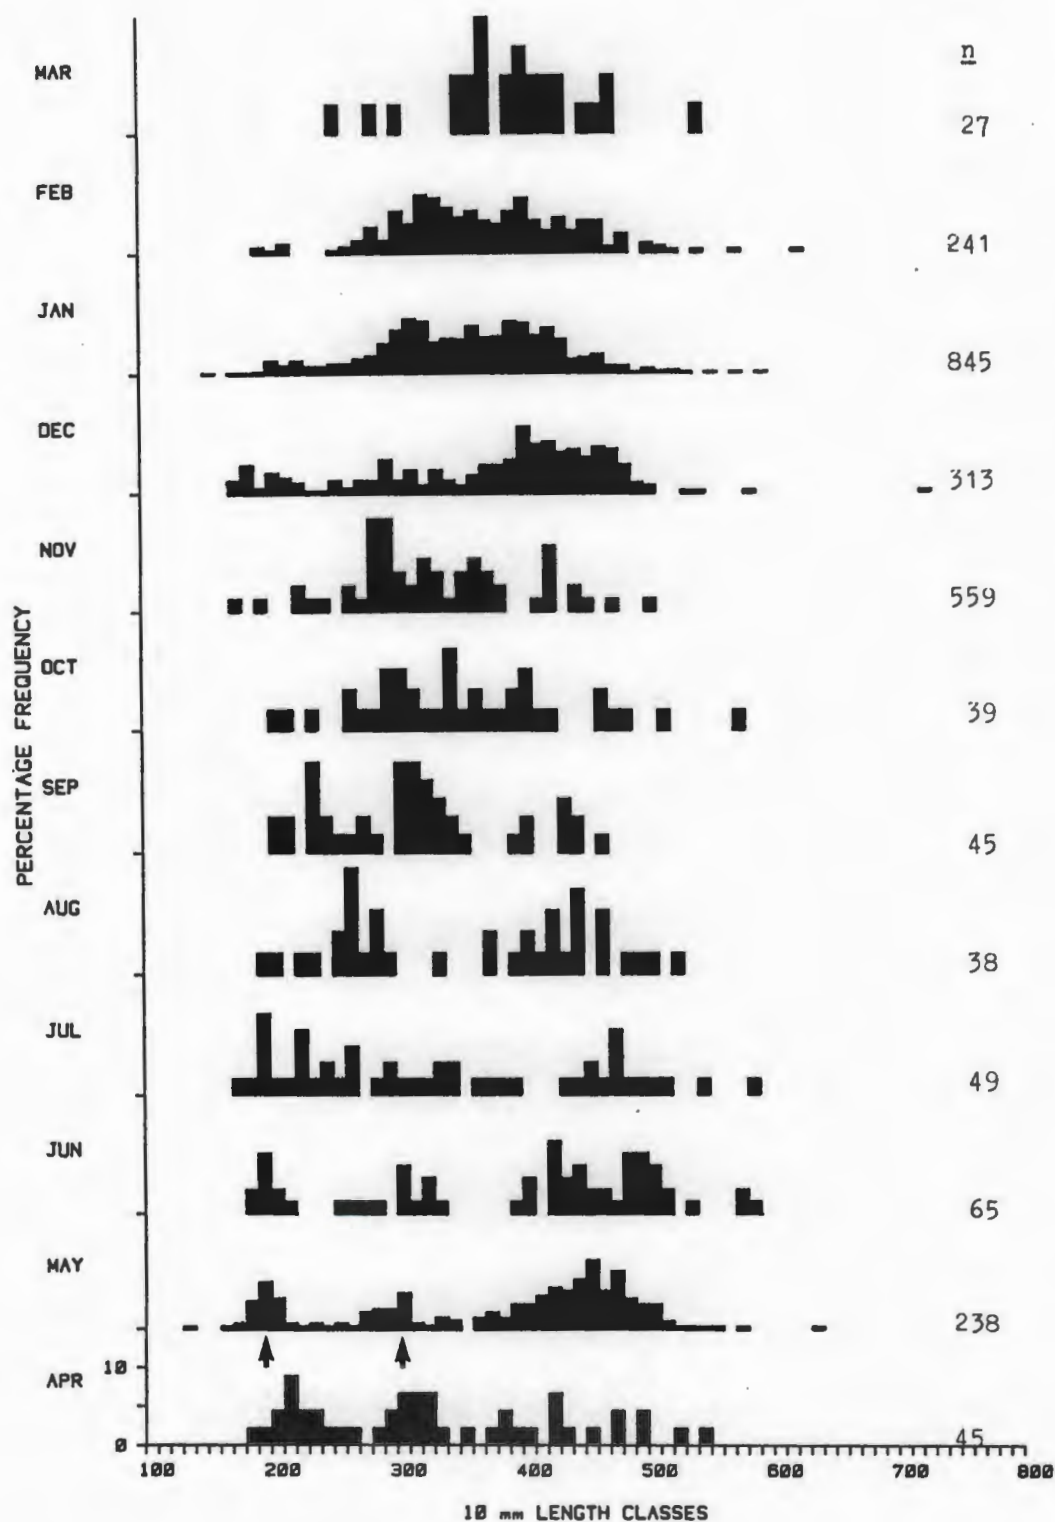 n
MAR
27
FEB
241
JAN
845
DEC
313
NOV
559
OCT
39
SEP
45
AUG
38
JUL
49
JUN
65
MAY
238
10
APR
0
45
100 200 300 400 500 600 700 800
10 mm LENGTH CLASSES
PERCENTAGE FREQUENCY